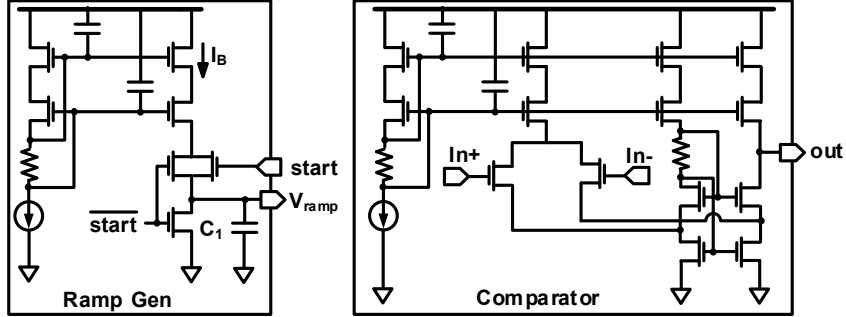 I_B
start
V_ramp
start
C_1
Ramp Gen
In+
In-
out
Comparator